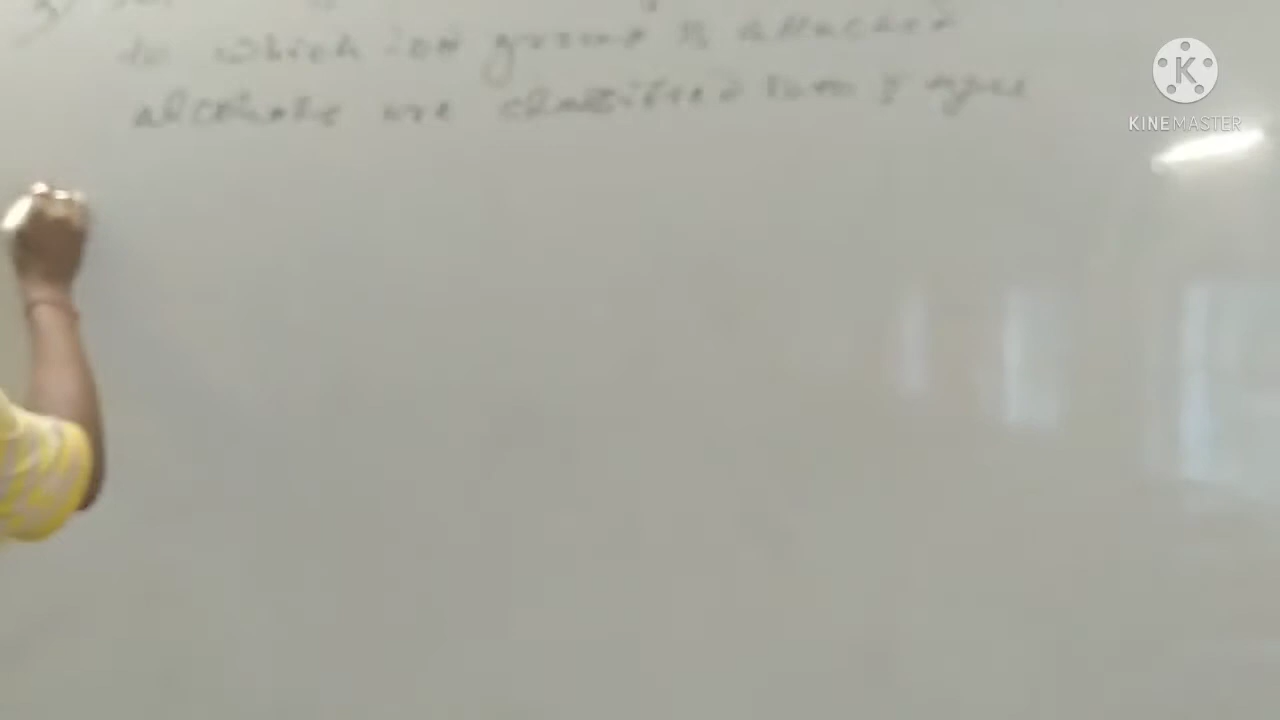 to which -OH group is attached
alcohols are classified into 3 types
K
KINEMASTER